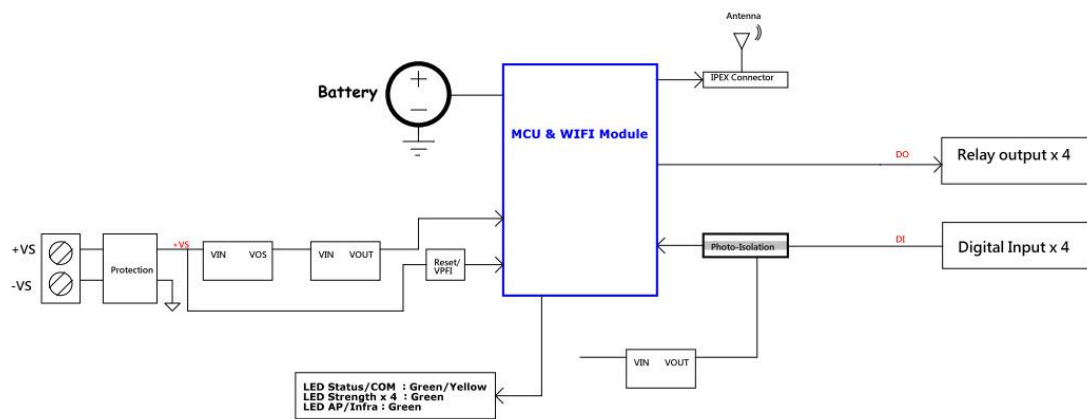 Antenna
IPEX Connector
Battery
+
−
MCU & WIFI Module
DO
Relay output x 4
+VS
-VS
Protection
+VS
VIN VOS
VIN VOUT
Reset/
VPFI
Photo-Isolation
DI
Digital Input x 4
VIN VOUT
LED Status/COM : Green/Yellow
LED Strength x 4 : Green
LED AP/Infra : Green